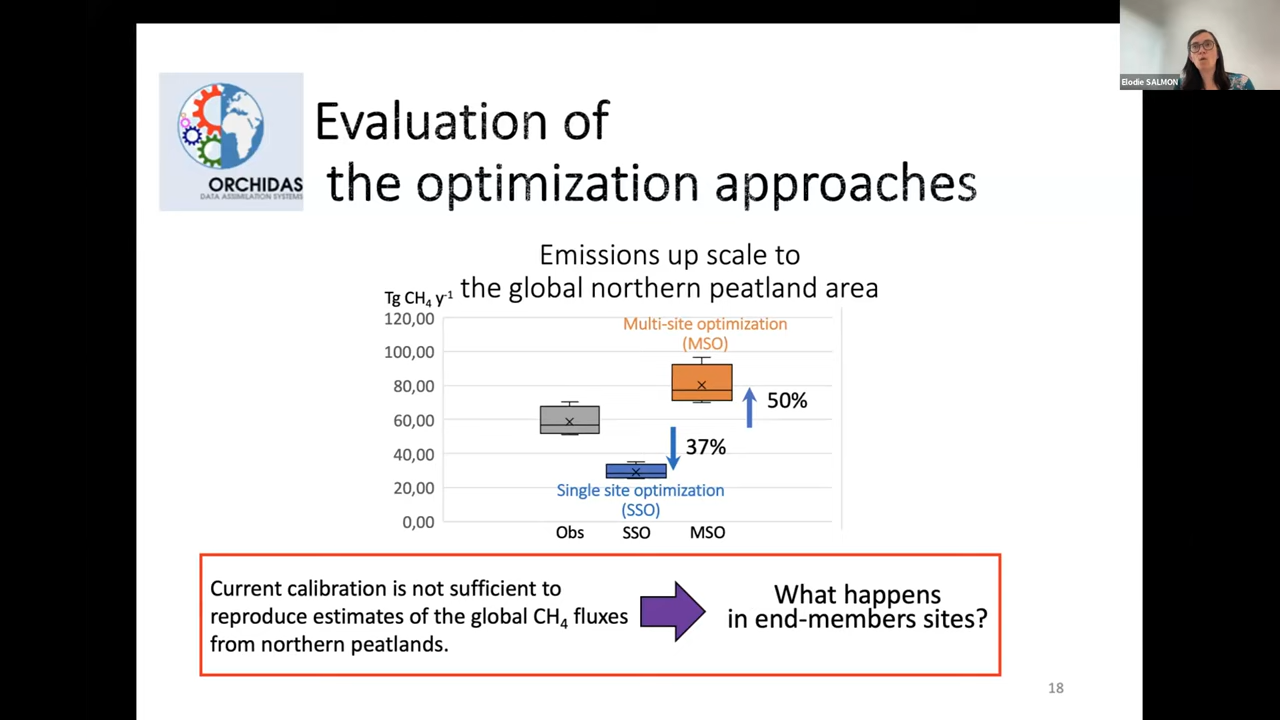 Elodie SALMON
ORCHIDAS
DATA ASSIMILATION SYSTEMS
Evaluation of
the optimization approaches
Emissions up scale to
the global northern peatland area
Tg CH₄ y⁻¹
120,00
100,00
80,00
60,00
40,00
20,00
0,00
Multi-site optimization
(MSO)
50%
37%
Single site optimization
(SSO)
Obs SSO MSO
Current calibration is not sufficient to
reproduce estimates of the global CH₄ fluxes
from northern peatlands.
What happens
in end-members sites?
18